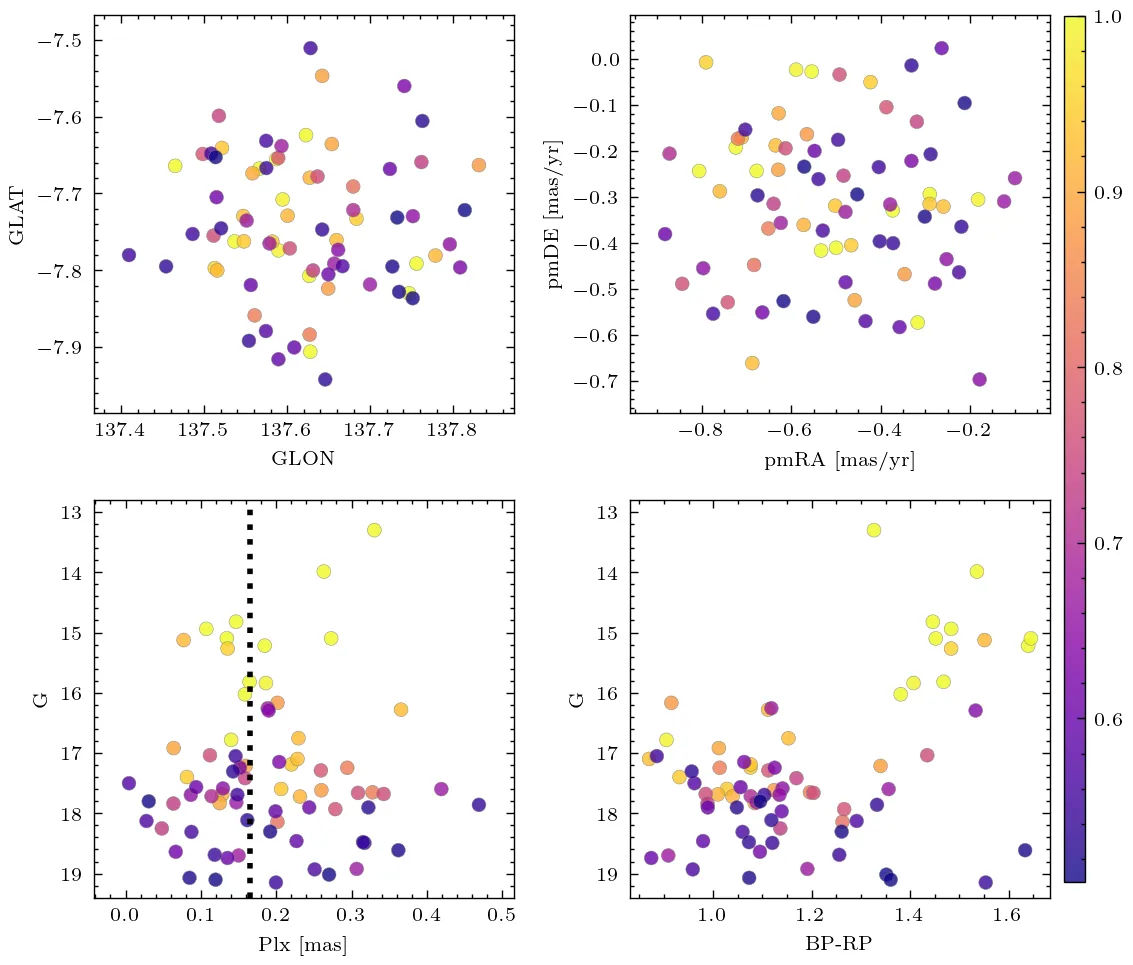 −7.5
−7.6
−7.7
−7.8
−7.9
GLAT
137.4 137.5 137.6 137.7 137.8
GLON
0.0
−0.1
−0.2
−0.3
−0.4
−0.5
−0.6
−0.7
pmDE [mas/yr]
−0.8 −0.6 −0.4 −0.2
pmRA [mas/yr]
1.0
0.9
0.8
0.7
0.6
13
14
15
16
17
18
19
G
0.0 0.1 0.2 0.3 0.4 0.5
Plx [mas]
13
14
15
16
17
18
19
G
1.0 1.2 1.4 1.6
BP-RP